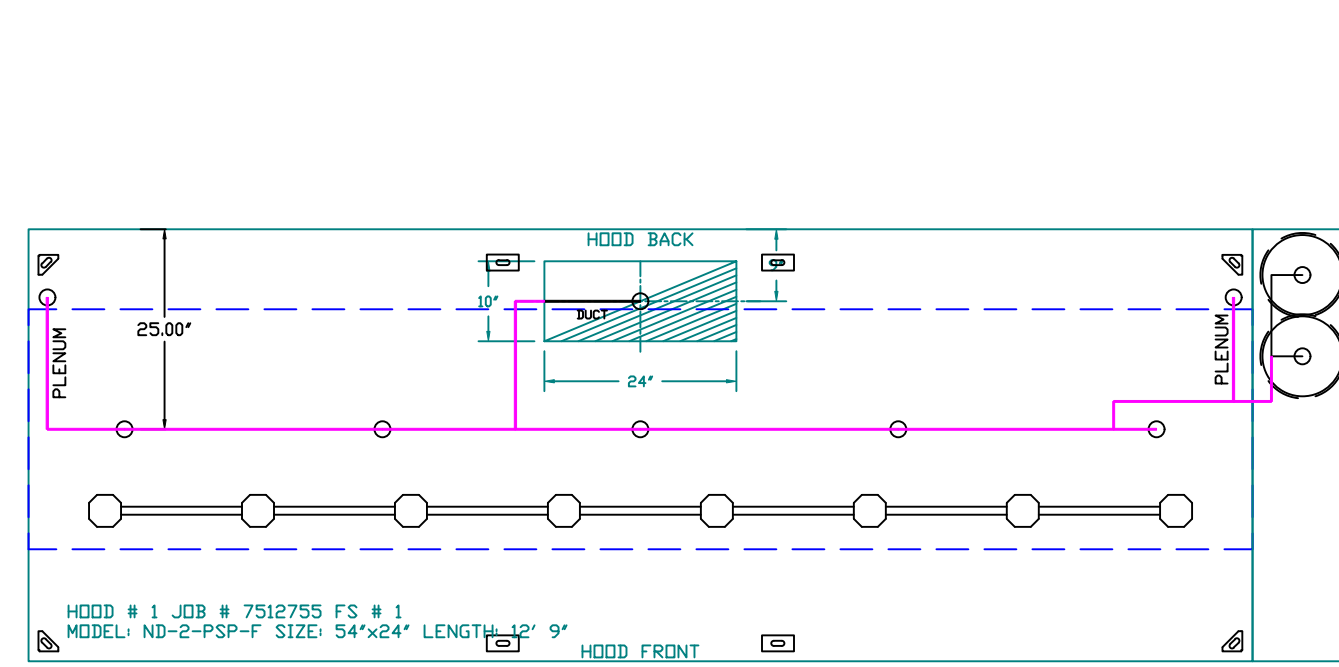 HOOD BACK
9"
10"
DUCT
25.00"
PLENUM
PLENUM
24"
HOOD # 1 JOB # 7512755 FS # 1
MODEL: ND-2-PSP-F SIZE: 54"x24" LENGTH: 12' 9"
HOOD FRONT